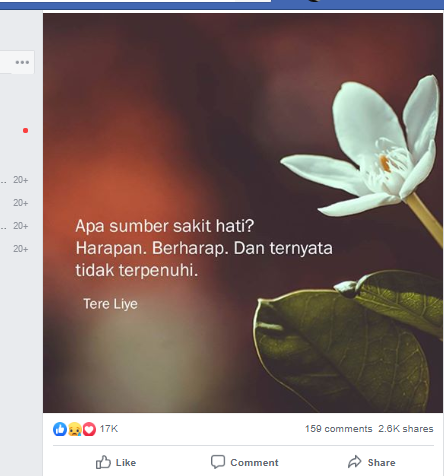 ... 20+
20+
... 20+
20+
Apa sumber sakit hati?
Harapan. Berharap. Dan ternyata
tidak terpenuhi.
Tere Liye
17K
159 comments 2.6K shares
Like Comment Share